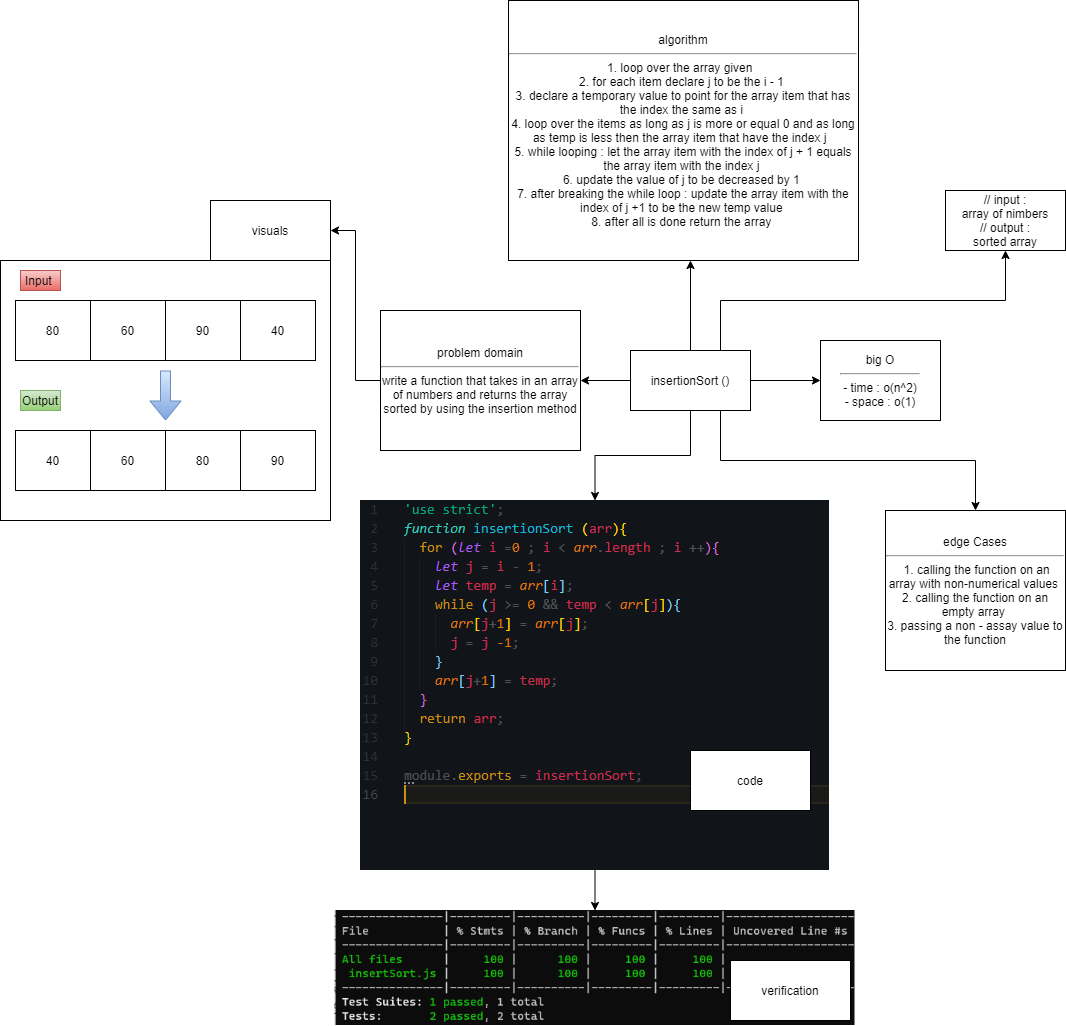 algorithm
1. loop over the array given
2. for each item declare j to be the i - 1
3. declare a temporary value to point for the array item that has
the index the same as i
4. loop over the items as long as j is more or equal 0 and as long
as temp is less then the array item that have the index j
5. while looping : let the array item with the index of j + 1 equals
the array item with the index j
6. update the value of j to be decreased by 1
7. after breaking the while loop : update the array item with the
index of j +1 to be the new temp value
8. after all is done return the array
// input :
array of nimbers
// output :
sorted array
visuals
Input
80 60 90 40
Output
40 60 80 90
problem domain
write a function that takes in an array
of numbers and returns the array
sorted by using the insertion method
insertionSort ()
big O
- time : o(n^2)
- space : o(1)
edge Cases
1. calling the function on an
array with non-numerical values
2. calling the function on an
empty array
3. passing a non - assay value to
the function
1 'use strict';
2 function insertionSort (arr){
3 for (let i =0 ; i < arr.length ; i ++){
4 let j = i - 1;
5 let temp = arr[i];
6 while (j >= 0 && temp < arr[j]){
7 arr[j+1] = arr[j];
8 j = j -1;
9 }
10 arr[j+1] = temp;
11 }
12 return arr;
13 }
14
15 module.exports = insertionSort;
16
code
---------------|---------|----------|---------|---------|-------------------
File | % Stmts | % Branch | % Funcs | % Lines | Uncovered Line #s
---------------|---------|----------|---------|---------|-------------------
All files | 100 | 100 | 100 | 100 |
insertSort.js | 100 | 100 | 100 | 100 |
---------------|---------|----------|---------|---------|
Test Suites: 1 passed, 1 total
Tests: 2 passed, 2 total
verification